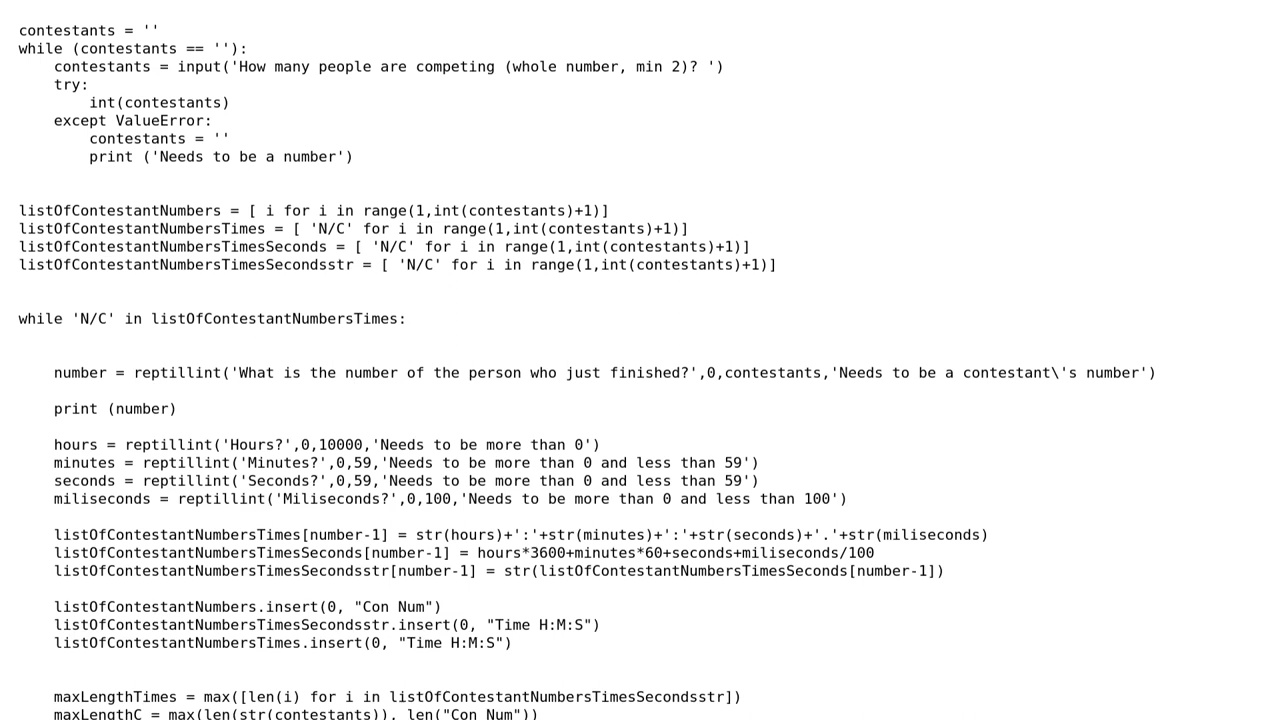 contestants = ''
while (contestants == ''):
    contestants = input('How many people are competing (whole number, min 2)? ')
    try:
        int(contestants)
    except ValueError:
        contestants = ''
        print ('Needs to be a number')
listOfContestantNumbers = [ i for i in range(1,int(contestants)+1)]
listOfContestantNumbersTimes = [ 'N/C' for i in range(1,int(contestants)+1)]
listOfContestantNumbersTimesSeconds = [ 'N/C' for i in range(1,int(contestants)+1)]
listOfContestantNumbersTimesSecondsstr = [ 'N/C' for i in range(1,int(contestants)+1)]
while 'N/C' in listOfContestantNumbersTimes:
    number = reptillint('What is the number of the person who just finished?',0,contestants,'Needs to be a contestant\'s number')
    print (number)
    hours = reptillint('Hours?',0,10000,'Needs to be more than 0')
    minutes = reptillint('Minutes?',0,59,'Needs to be more than 0 and less than 59')
    seconds = reptillint('Seconds?',0,59,'Needs to be more than 0 and less than 59')
    miliseconds = reptillint('Miliseconds?',0,100,'Needs to be more than 0 and less than 100')
    listOfContestantNumbersTimes[number-1] = str(hours)+':'+str(minutes)+':'+str(seconds)+'.'+str(miliseconds)
    listOfContestantNumbersTimesSeconds[number-1] = hours*3600+minutes*60+seconds+miliseconds/100
    listOfContestantNumbersTimesSecondsstr[number-1] = str(listOfContestantNumbersTimesSeconds[number-1])
    listOfContestantNumbers.insert(0, "Con Num")
    listOfContestantNumbersTimesSecondsstr.insert(0, "Time H:M:S")
    listOfContestantNumbersTimes.insert(0, "Time H:M:S")
    maxLengthTimes = max([len(i) for i in listOfContestantNumbersTimesSecondsstr])
    maxLengthC = max(len(str(contestants)), len("Con Num"))